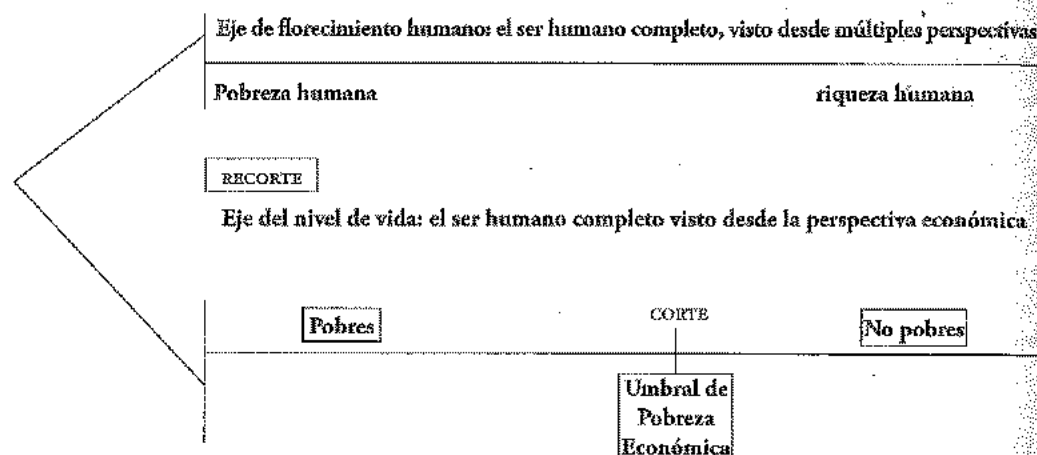 Eje de florecimiento humano: el ser humano completo, visto desde múltiples perspectivas
Pobreza humana
riqueza humana
RECORTE
Eje del nivel de vida: el ser humano completo visto desde la perspectiva económica
Pobres
CORTE
No pobres
Umbral de
Pobreza
Económica